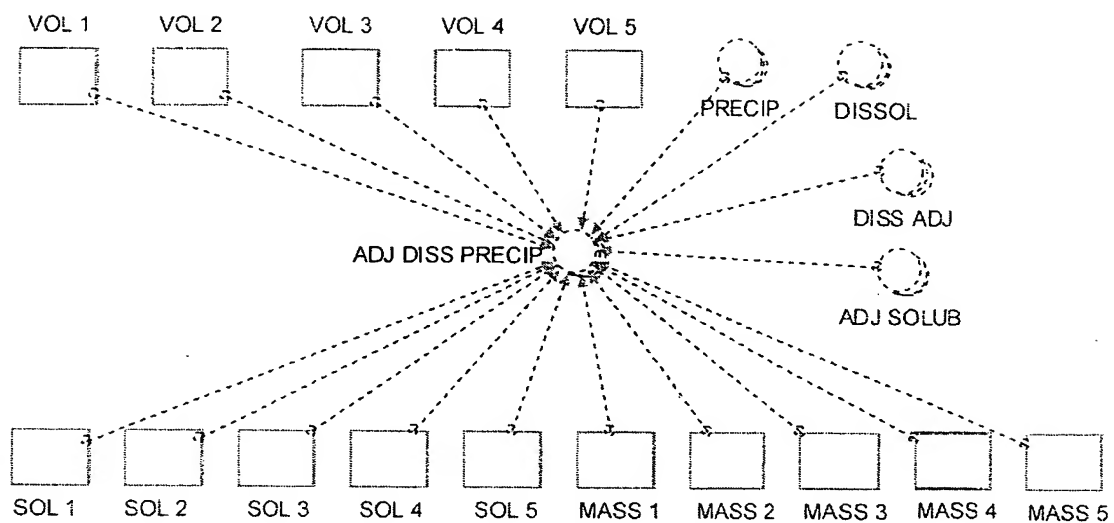 VOL 1 VOL 2 VOL 3 VOL 4 VOL 5
PRECIP DISSOL
DISS ADJ
ADJ DISS PRECIP
ADJ SOLUB
SOL 1 SOL 2 SOL 3 SOL 4 SOL 5 MASS 1 MASS 2 MASS 3 MASS 4 MASS 5